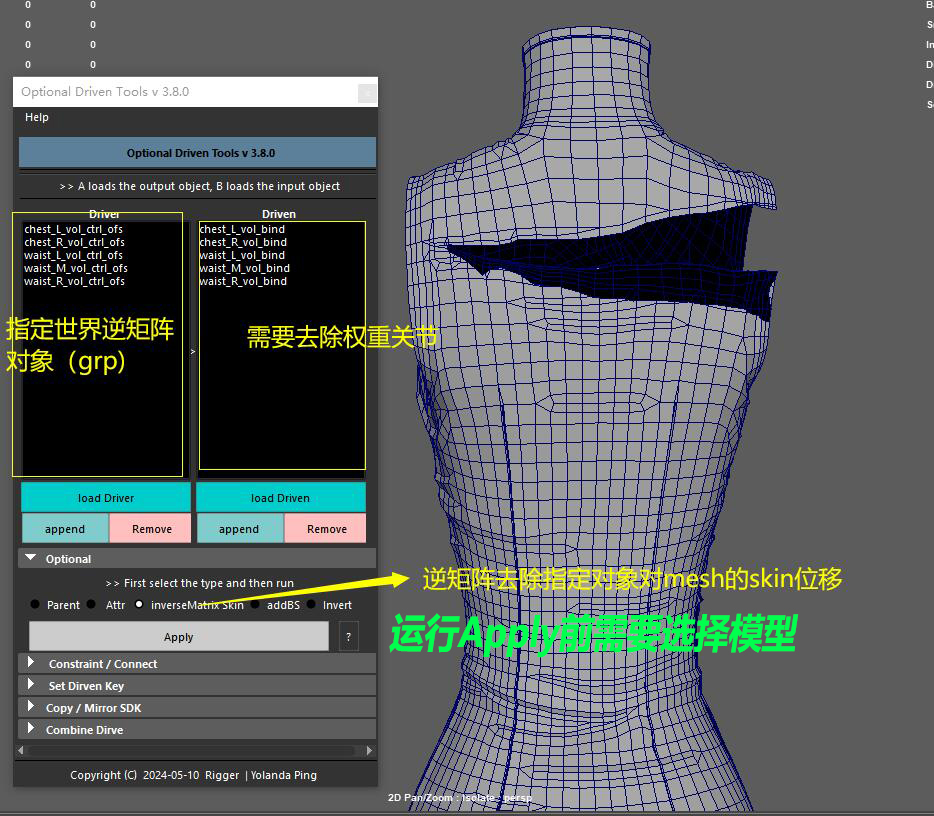 0 0
0 0
0 0
0 0
Optional Driven Tools v 3.8.0
Help
Optional Driven Tools v 3.8.0
>> A loads the output object, B loads the input object
Driver Driven
chest_L_vol_ctrl_ofs chest_L_vol_bind
chest_R_vol_ctrl_ofs chest_R_vol_bind
waist_L_vol_ctrl_ofs waist_L_vol_bind
waist_M_vol_ctrl_ofs waist_M_vol_bind
waist_R_vol_ctrl_ofs waist_R_vol_bind
指定世界逆矩阵
对象（grp)
需要去除权重关节
>
load Driver load Driven
append Remove append Remove
Optional
>> First select the type and then run
Parent Attr inverseMatrix Skin addBS Invert
逆矩阵去除指定对象对mesh的skin位移
Apply ?
运行Apply前需要选择模型
Constraint / Connect
Set Dirven Key
Copy / Mirror SDK
Combine Dirve
Copyright (C) 2024-05-10 Rigger | Yolanda Ping
2D Pan/Zoom : Isolate : persp